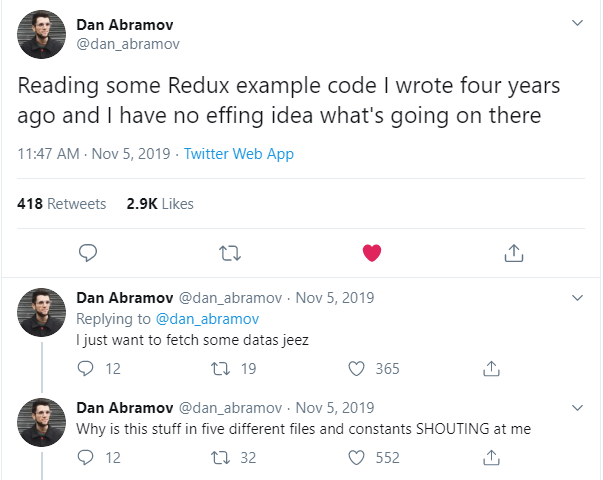 Dan Abramov
@dan_abramov
Reading some Redux example code I wrote four years
ago and I have no effing idea what's going on there
11:47 AM · Nov 5, 2019 · Twitter Web App
418 Retweets 2.9K Likes
Dan Abramov @dan_abramov · Nov 5, 2019
Replying to @dan_abramov
I just want to fetch some datas jeez
12 19 365
Dan Abramov @dan_abramov · Nov 5, 2019
Why is this stuff in five different files and constants SHOUTING at me
12 32 552